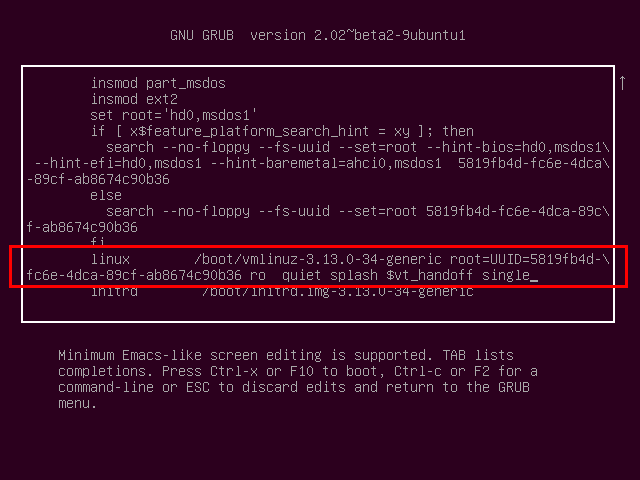 GNU GRUB  version 2.02~beta2-9ubuntu1
↑
insmod part_msdos
insmod ext2
set root='hd0,msdos1'
if [ x$feature_platform_search_hint = xy ]; then
  search --no-floppy --fs-uuid --set=root --hint-bios=hd0,msdos1\
 --hint-efi=hd0,msdos1 --hint-baremetal=ahci0,msdos1  5819fb4d-fc6e-4dca\
-89cf-ab8674c90b36
else
  search --no-floppy --fs-uuid --set=root 5819fb4d-fc6e-4dca-89c\
f-ab8674c90b36
fi
linux        /boot/vmlinuz-3.13.0-34-generic root=UUID=5819fb4d-\
fc6e-4dca-89cf-ab8674c90b36 ro  quiet splash $vt_handoff single_
initrd       /boot/initrd.img-3.13.0-34-generic
Minimum Emacs-like screen editing is supported. TAB lists
completions. Press Ctrl-x or F10 to boot, Ctrl-c or F2 for a
command-line or ESC to discard edits and return to the GRUB
menu.